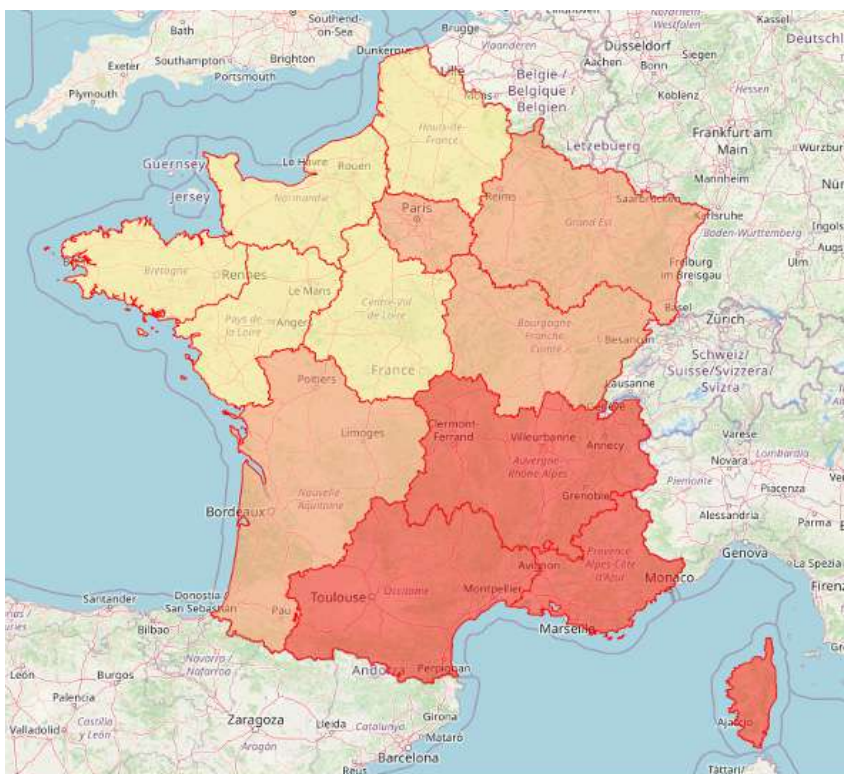 Southend-
on-Sea
Bath
Brugge
Kassel
Exeter
Southampton
Brighton
Dunkerque
Vlaanderen
Düsseldorf
Siegen
Deutschl
Plymouth
Portsmouth
Lille
België /
Belgique /
Belgien
Aachen
Bonn
Mons
Koblenz
Hessen
Hauts-de-
France
Letzebuerg
Frankfurt am
Main
Guernsey
Le Havre
Rouen
Mannheim
Jersey
Normandie
Paris
Reims
Saarbrücken
Karlsruhe
Grand Est
Baden-Württemberg
Bretagne
Rennes
Le Mans
Centre-Val
de Loire
Freiburg
im Breisgau
Ulm
Pays de
la Loire
Angers
Bourgogne-
Franche-
Comté
Besançon
Basel
Zürich
France
Schweiz/
Suisse/Svizzera/
Svizra
Poitiers
Lausanne
Genève
Limoges
Clermont-
Ferrand
Villeurbanne
Annecy
Varese
Lombardia
Auvergne-
Rhône-Alpes
Novara
Piemonte
Piacenza
Nouvelle
Aquitaine
Grenoble
Alessandria
Parma
Bordeaux
Genova
La Spezia
Avignon
Provence
Alpes-Côte
d'Azur
Monaco
Firenz
Santander
Donostia /
San Sebastián
Pau
Toulouse
Occitanie
Montpellier
Marseille
Bilbao
León
Burgos
Navarra /
Nafarroa
Andorra
Perpignan
Palencia
Girona
Valladolid
Castilla
y León
Zaragoza
Lleida
Catalunya
Mataró
Ajaccio
Aragón
Barcelona
Reus
Tàttari/